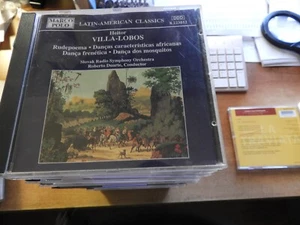 MARCO POLO
LATIN-AMERICAN CLASSICS
DDD
Heitor
VILLA-LOBOS
Rudepoema • Danças características africanas
Dança frenética • Dança dos mosquitos
Slovak Radio Symphony Orchestra
Roberto Duarte, Conductor